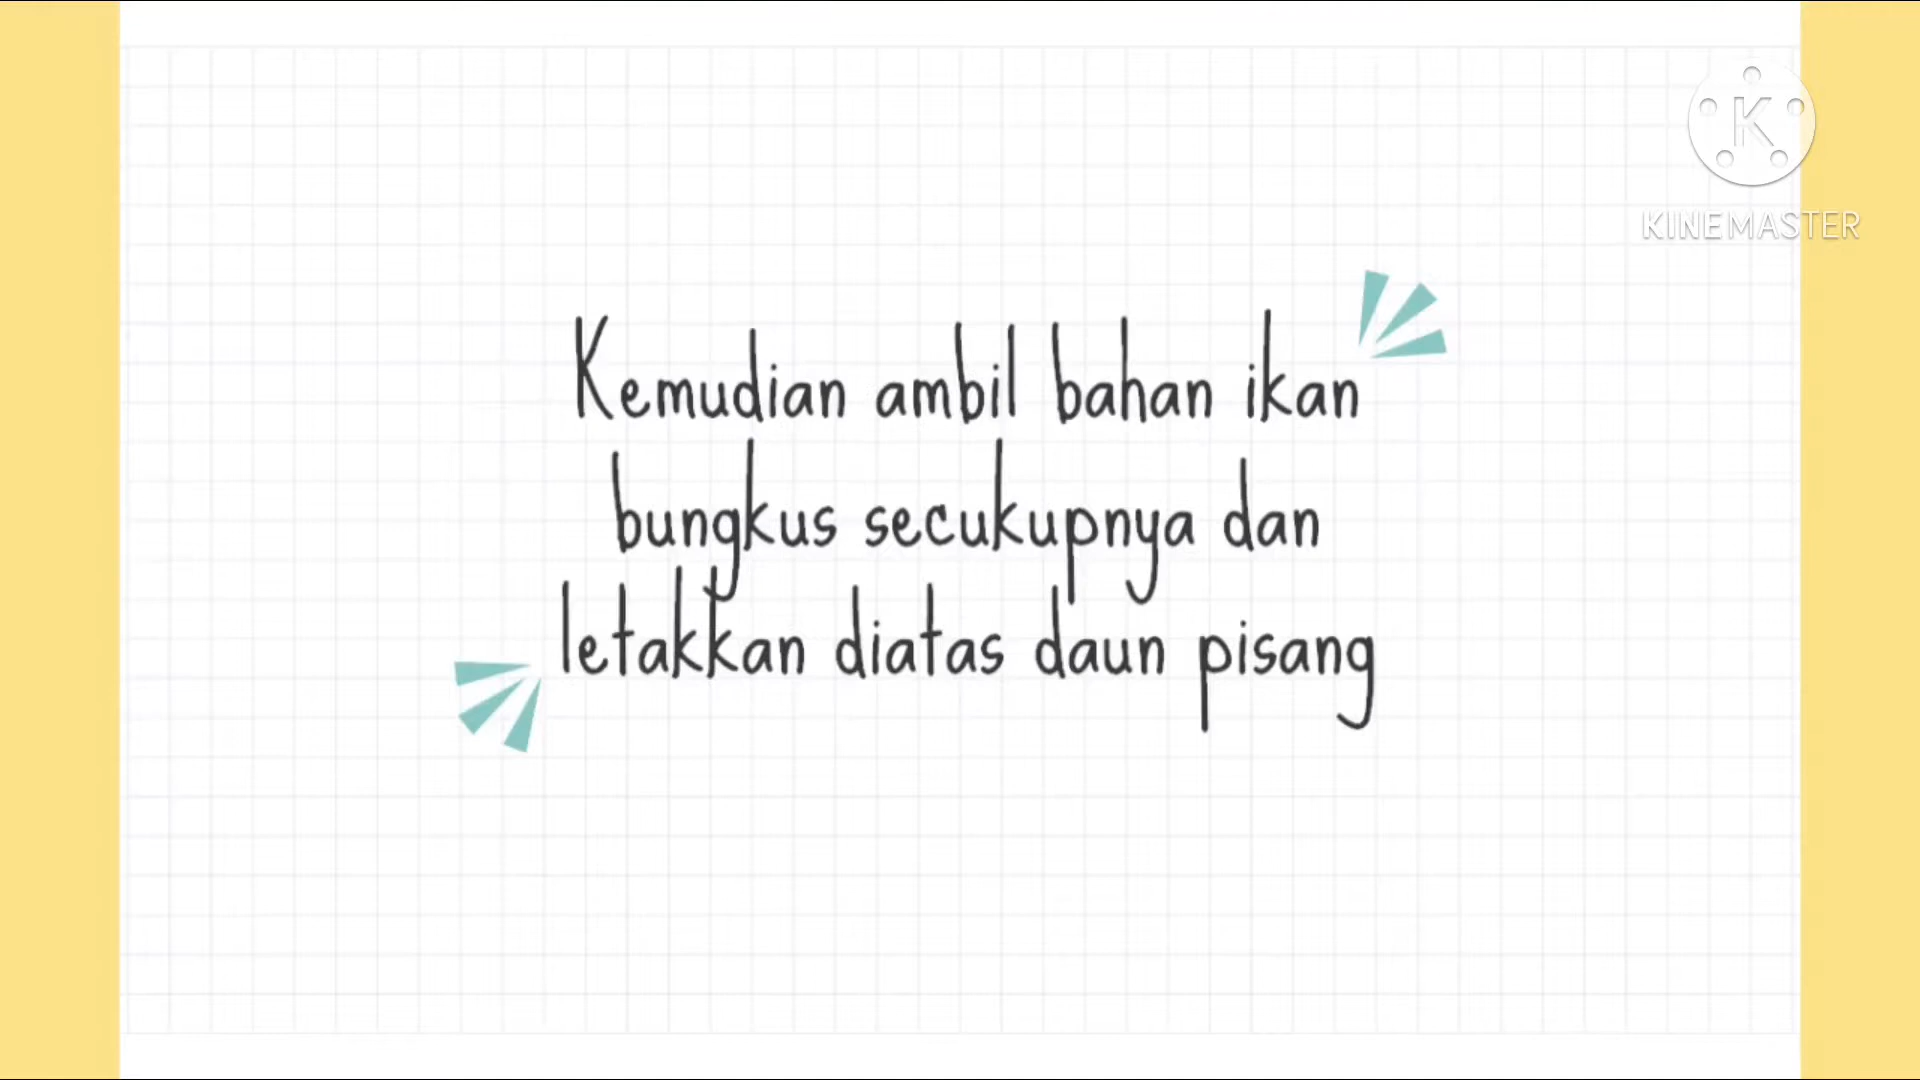 K
KINEMASTER
Kemudian ambil bahan ikan
bungkus secukupnya dan
letakkan diatas daun pisang